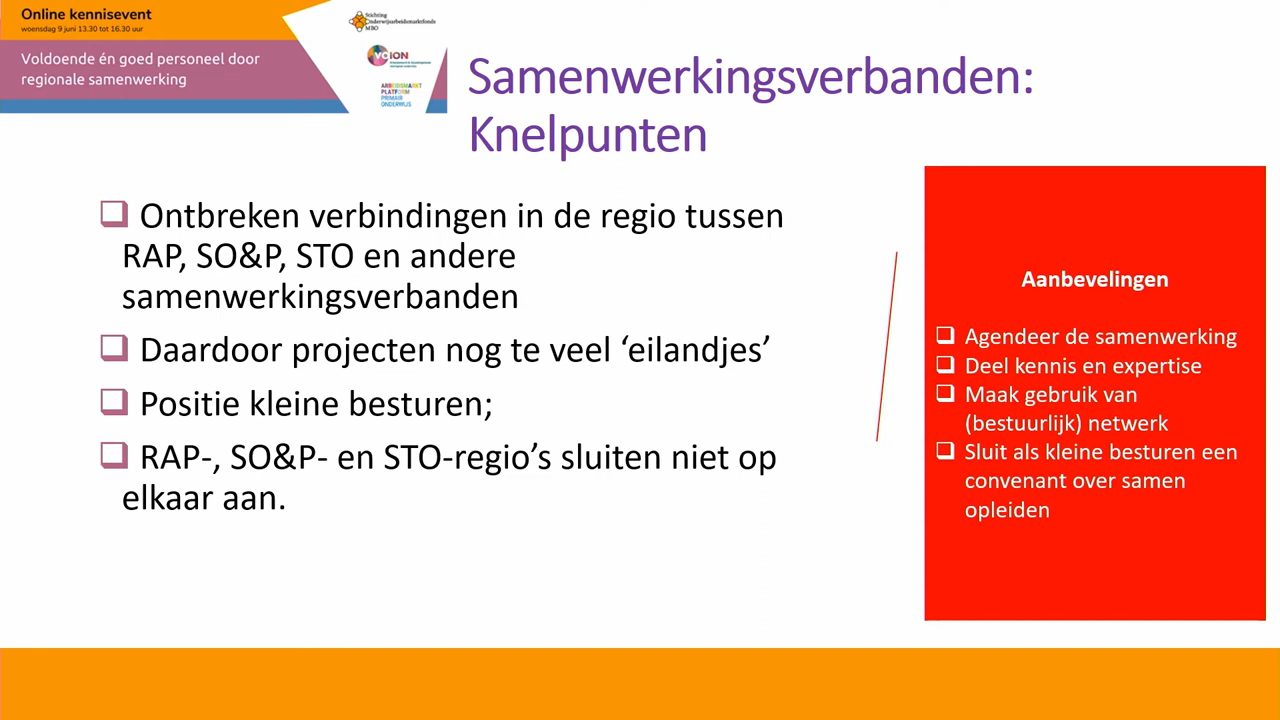 Online kennisevent
woensdag 9 juni 13.30 tot 16.30 uur
Voldoende én goed personeel door
regionale samenwerking
Stichting
Onderwijsarbeidsmarktfonds
MBO
VOION
ARBEIDSMARKT
PLATFORM
PRIMAIR
ONDERWIJS
Samenwerkingsverbanden:
Knelpunten
Ontbreken verbindingen in de regio tussen
RAP, SO&P, STO en andere
samenwerkingsverbanden
Daardoor projecten nog te veel ‘eilandjes’
Positie kleine besturen;
RAP-, SO&P- en STO-regio’s sluiten niet op
elkaar aan.
Aanbevelingen
Agendeer de samenwerking
Deel kennis en expertise
Maak gebruik van
(bestuurlijk) netwerk
Sluit als kleine besturen een
convenant over samen
opleiden